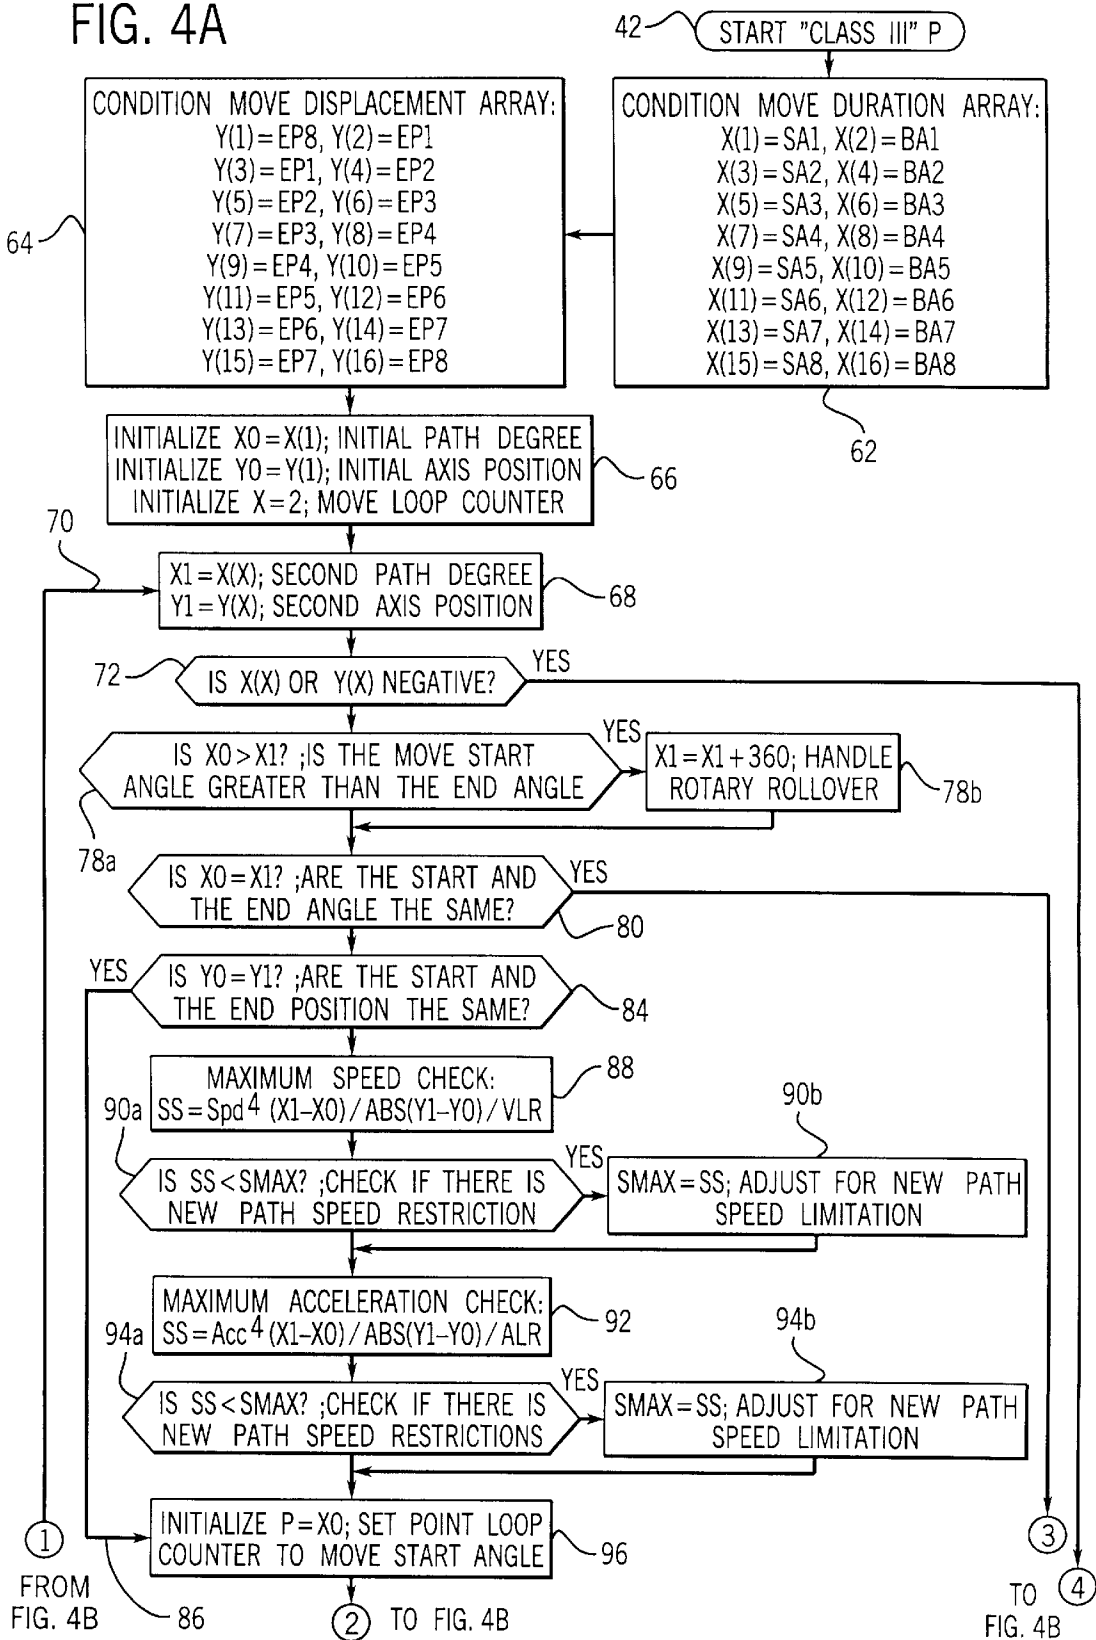 FIG. 4A
42
START "CLASS III" P
CONDITION MOVE DURATION ARRAY:
X(1)=SA1, X(2)=BA1
X(3)=SA2, X(4)=BA2
X(5)=SA3, X(6)=BA3
X(7)=SA4, X(8)=BA4
X(9)=SA5, X(10)=BA5
X(11)=SA6, X(12)=BA6
X(13)=SA7, X(14)=BA7
X(15)=SA8, X(16)=BA8
62
CONDITION MOVE DISPLACEMENT ARRAY:
Y(1)=EP8, Y(2)=EP1
Y(3)=EP1, Y(4)=EP2
Y(5)=EP2, Y(6)=EP3
Y(7)=EP3, Y(8)=EP4
Y(9)=EP4, Y(10)=EP5
Y(11)=EP5, Y(12)=EP6
Y(13)=EP6, Y(14)=EP7
Y(15)=EP7, Y(16)=EP8
64
INITIALIZE X0=X(1); INITIAL PATH DEGREE
INITIALIZE Y0=Y(1); INITIAL AXIS POSITION
INITIALIZE X=2; MOVE LOOP COUNTER
66
70
X1=X(X); SECOND PATH DEGREE
Y1=Y(X); SECOND AXIS POSITION
68
72
IS X(X) OR Y(X) NEGATIVE?
YES
IS X0>X1? ;IS THE MOVE START
ANGLE GREATER THAN THE END ANGLE
78a
YES
X1=X1+360; HANDLE
ROTARY ROLLOVER
78b
IS X0=X1? ;ARE THE START AND
THE END ANGLE THE SAME?
YES
80
YES
IS Y0=Y1? ;ARE THE START AND
THE END POSITION THE SAME?
84
MAXIMUM SPEED CHECK:
SS=Spd⁴ (X1-X0)/ABS(Y1-Y0)/VLR
88
90a
IS SS<SMAX? ;CHECK IF THERE IS
NEW PATH SPEED RESTRICTION
YES
90b
SMAX=SS; ADJUST FOR NEW PATH
SPEED LIMITATION
MAXIMUM ACCELERATION CHECK:
SS=Acc⁴ (X1-X0)/ABS(Y1-Y0)/ALR
92
94a
IS SS<SMAX? ;CHECK IF THERE IS
NEW PATH SPEED RESTRICTIONS
YES
94b
SMAX=SS; ADJUST FOR NEW PATH
SPEED LIMITATION
INITIALIZE P=X0; SET POINT LOOP
COUNTER TO MOVE START ANGLE
96
86
1
FROM
FIG. 4B
2 TO FIG. 4B
3
4
TO
FIG. 4B